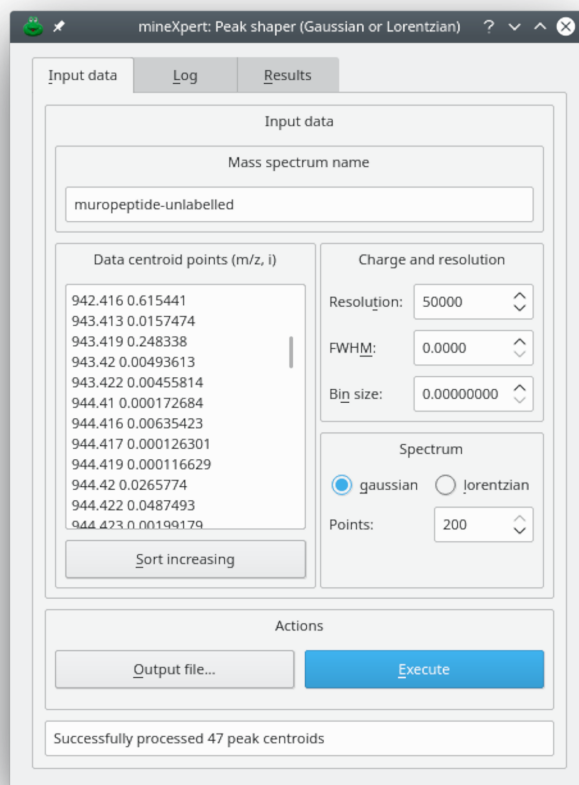 mineXpert: Peak shaper (Gaussian or Lorentzian)
Input data
Log
Results
Input data
Mass spectrum name
muropeptide-unlabelled
Data centroid points (m/z, i)
942.416 0.615441
943.413 0.0157474
943.419 0.248338
943.42 0.00493613
943.422 0.00455814
944.41 0.000172684
944.416 0.00635423
944.417 0.000126301
944.419 0.000116629
944.42 0.0265774
944.422 0.0487493
944.423 0.00199179
Sort increasing
Charge and resolution
Resolution: 50000
FWHM: 0.0000
Bin size: 0.00000000
Spectrum
gaussian lorentzian
Points: 200
Actions
Output file...
Execute
Successfully processed 47 peak centroids